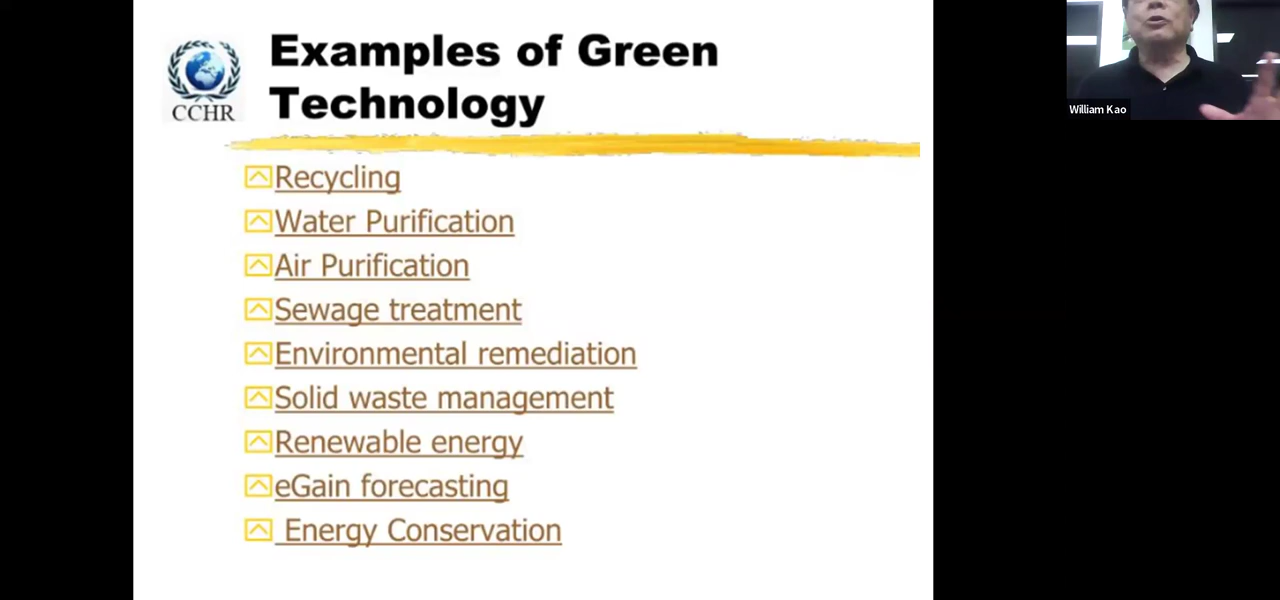 Examples of Green
Technology
CCHR
Recycling
Water Purification
Air Purification
Sewage treatment
Environmental remediation
Solid waste management
Renewable energy
eGain forecasting
Energy Conservation
William Kao